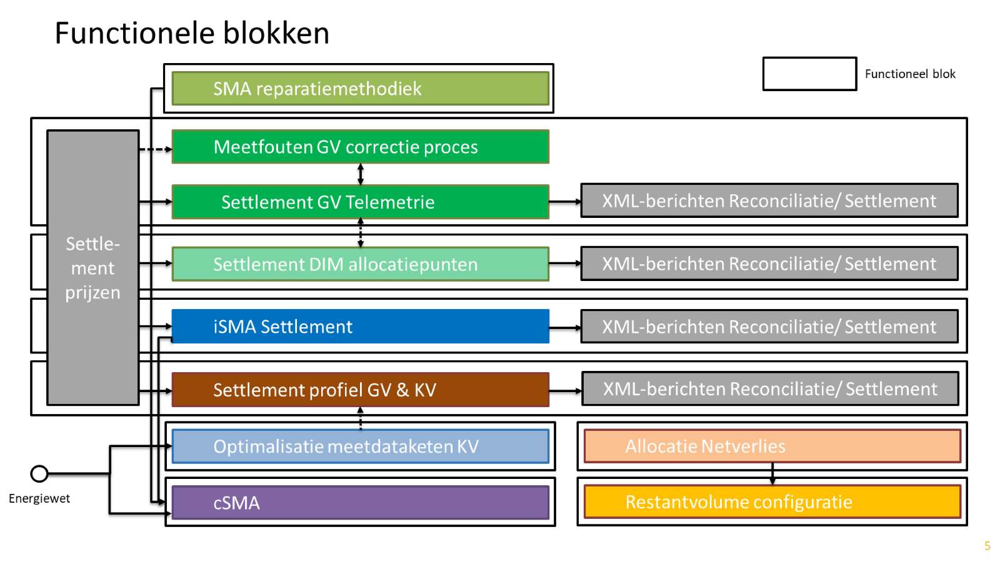 Functionele blokken
Functioneel blok
SMA reparatiemethodiek
Meetfouten GV correctie proces
Settlement GV Telemetrie
XML-berichten Reconciliatie/ Settlement
Settle-
ment
prijzen
Settlement DIM allocatiepunten
XML-berichten Reconciliatie/ Settlement
iSMA Settlement
XML-berichten Reconciliatie/ Settlement
Settlement profiel GV & KV
XML-berichten Reconciliatie/ Settlement
Optimalisatie meetdataketen KV
Allocatie Netverlies
Energiewet
cSMA
Restantvolume configuratie
5